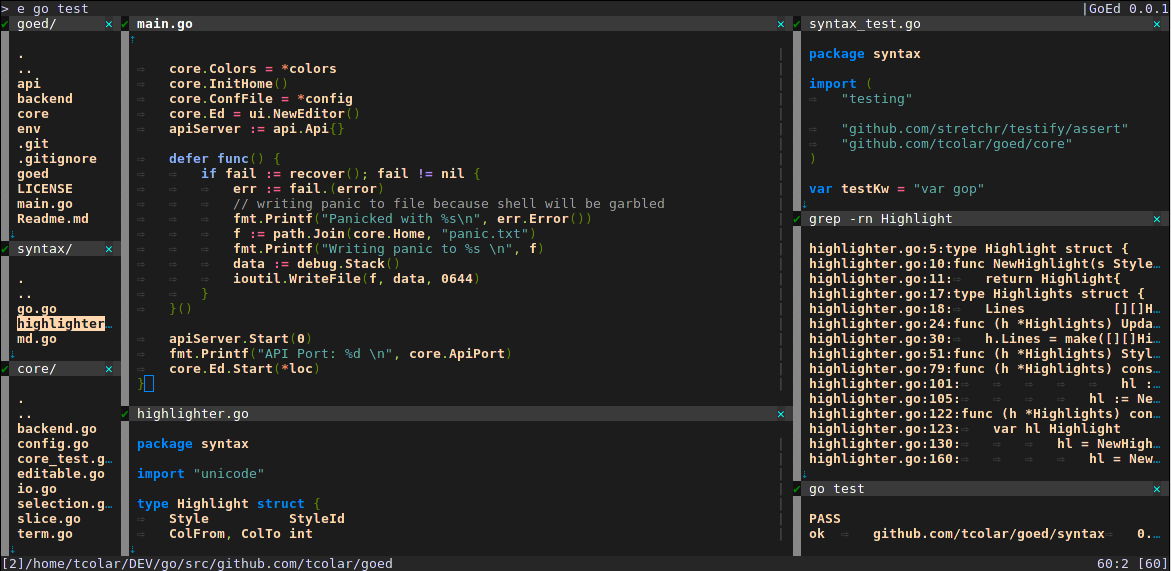 > e go test
|GoEd 0.0.1
✔ goed/ ×
.
..
api
backend
core
env
.git
.gitignore
goed
LICENSE
main.go
Readme.md
↓
✔ syntax/ ×
.
..
go.go
highlighter…
md.go
↓
✔ core/ ×
.
..
backend.go
config.go
core_test.g…
editable.go
io.go
selection.g…
slice.go
term.go
↓
✔ main.go ×
↑
⇨ core.Colors = *colors
⇨ core.InitHome()
⇨ core.ConfFile = *config
⇨ core.Ed = ui.NewEditor()
⇨ apiServer := api.Api{}
⇨ defer func() {
⇨ ⇨ if fail := recover(); fail != nil {
⇨ ⇨ ⇨ err := fail.(error)
⇨ ⇨ ⇨ // writing panic to file because shell will be garbled
⇨ ⇨ ⇨ fmt.Printf("Panicked with %s\n", err.Error())
⇨ ⇨ ⇨ f := path.Join(core.Home, "panic.txt")
⇨ ⇨ ⇨ fmt.Printf("Writing panic to %s \n", f)
⇨ ⇨ ⇨ data := debug.Stack()
⇨ ⇨ ⇨ ioutil.WriteFile(f, data, 0644)
⇨ ⇨ }
⇨ }()
⇨ apiServer.Start(0)
⇨ fmt.Printf("API Port: %d \n", core.ApiPort)
⇨ core.Ed.Start(*loc)
}
✔ highlighter.go ×
package syntax
import "unicode"
type Highlight struct {
⇨ Style StyleId
⇨ ColFrom, ColTo int
↓
✔ syntax_test.go ×
package syntax
import (
⇨ "testing"
⇨ "github.com/stretchr/testify/assert"
⇨ "github.com/tcolar/goed/core"
)
var testKw = "var gop"
↓
✔ grep -rn Highlight ×
highlighter.go:5:type Highlight struct {
highlighter.go:10:func NewHighlight(s Style…
highlighter.go:11:⇨ return Highlight{
highlighter.go:17:type Highlights struct {
highlighter.go:18:⇨ Lines [][]H…
highlighter.go:24:func (h *Highlights) Upda…
highlighter.go:30:⇨ h.Lines = make([][]Hi…
highlighter.go:51:func (h *Highlights) Styl…
highlighter.go:79:func (h *Highlights) cons…
highlighter.go:101:⇨ ⇨ ⇨ ⇨ ⇨ hl :…
highlighter.go:105:⇨ ⇨ ⇨ ⇨ hl := Ne…
highlighter.go:122:func (h *Highlights) con…
highlighter.go:123:⇨ var hl Highlight
highlighter.go:130:⇨ ⇨ ⇨ hl = NewHigh…
highlighter.go:160:⇨ ⇨ ⇨ ⇨ hl = New…
↓
✔ go test ×
PASS
ok ⇨ github.com/tcolar/goed/syntax⇨ 0.…
[2]/home/tcolar/DEV/go/src/github.com/tcolar/goed
60:2 [60]